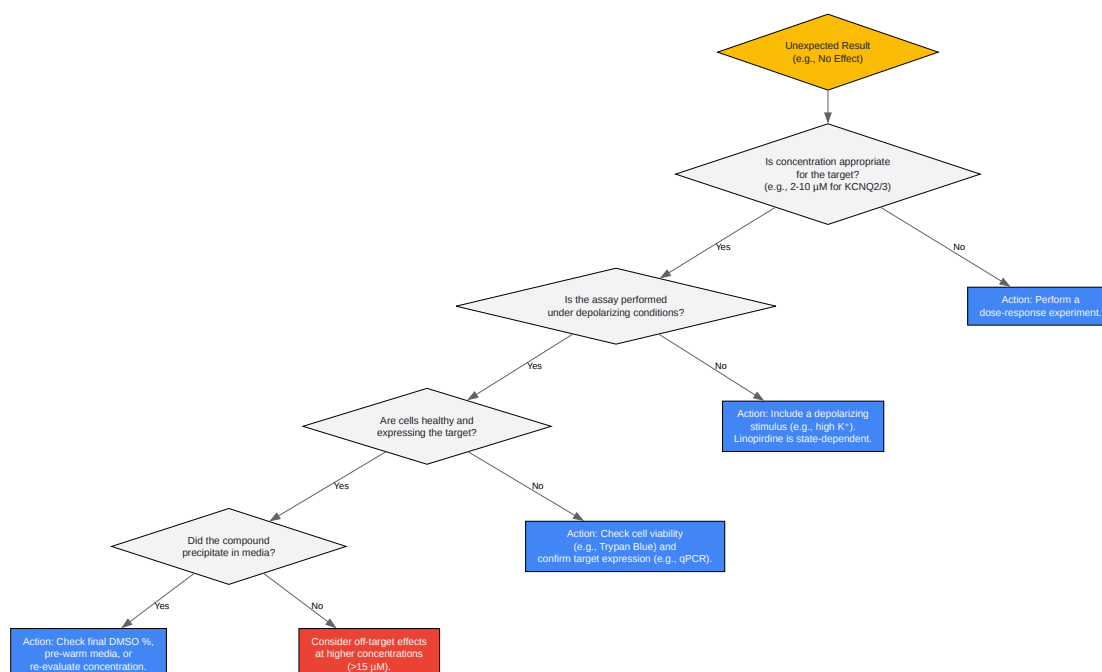 Unexpected Result
(e.g., No Effect)
Is concentration appropriate
for the target?
(e.g., 2-10 µM for KCNQ2/3)
Yes
No
Is the assay performed
under depolarizing conditions?
Action: Perform a
dose-response experiment.
Yes
No
Are cells healthy and
expressing the target?
Action: Include a depolarizing
stimulus (e.g., high K⁺).
Linopirdine is state-dependent.
Yes
No
Did the compound
precipitate in media?
Action: Check cell viability
(e.g., Trypan Blue) and
confirm target expression (e.g., qPCR).
Yes
No
Action: Check final DMSO %,
pre-warm media, or
re-evaluate concentration.
Consider off-target effects
at higher concentrations
(>15 µM).